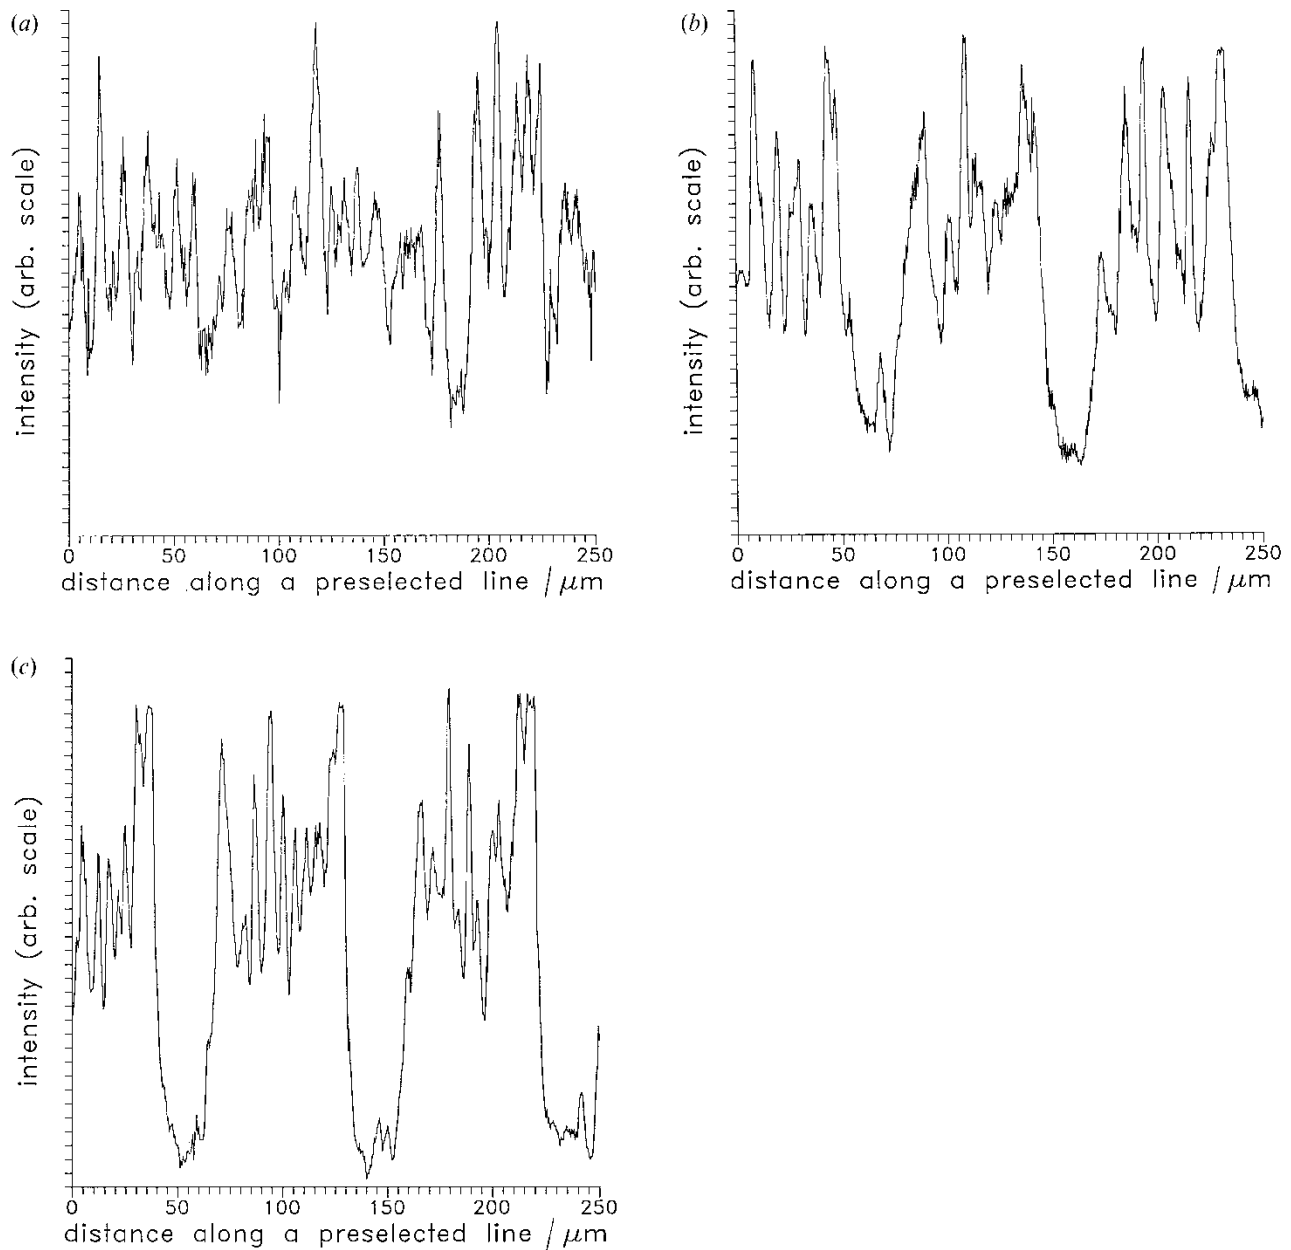 (a)
intensity (arb. scale)
0 50 100 150 200 250
distance along a preselected line / μm
(b)
intensity (arb. scale)
0 50 100 150 200 250
distance along a preselected line / μm
(c)
intensity (arb. scale)
0 50 100 150 200 250
distance along a preselected line / μm